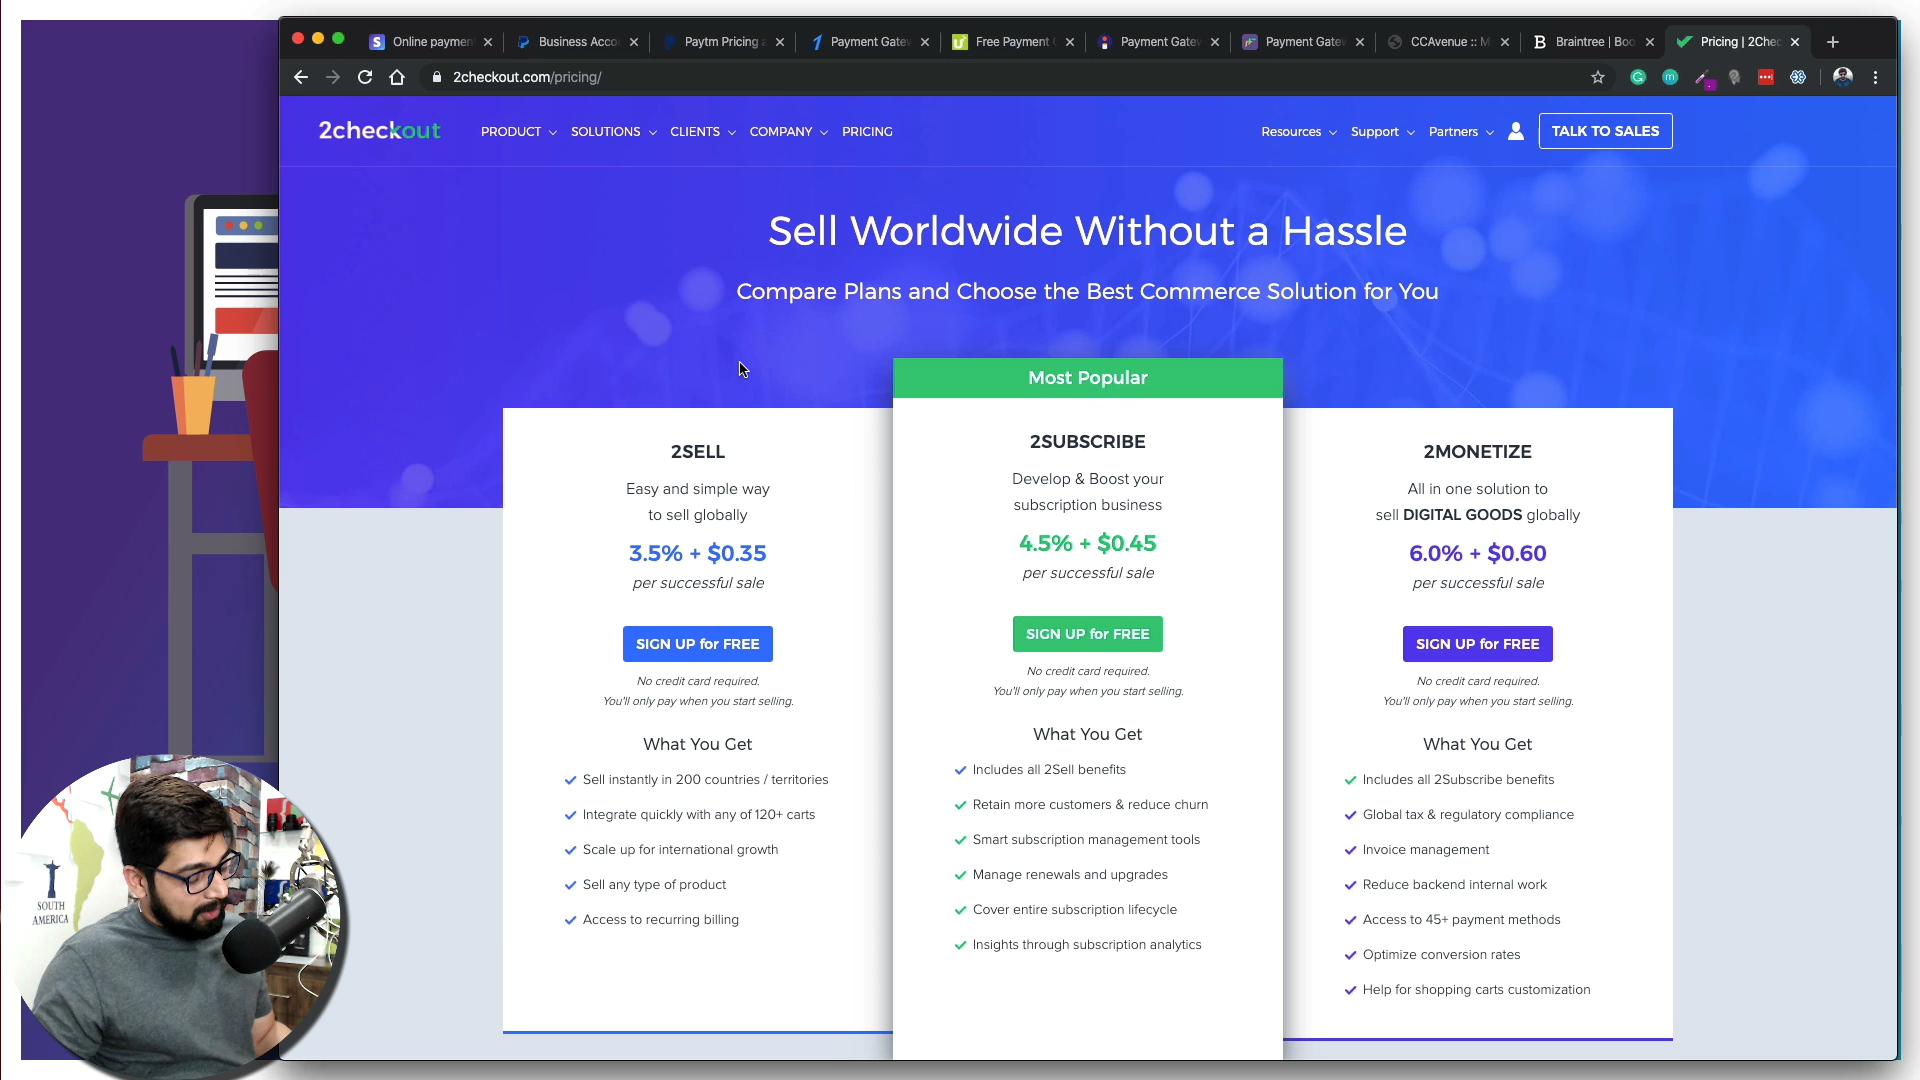 Online paymen
Business Acco
Paytm Pricing a
Payment Gatew
Free Payment G
Payment Gatew
Payment Gatew
CCAvenue :: M
Braintree | Boo
Pricing | 2Chec
2checkout.com/pricing/
2checkout
PRODUCT
SOLUTIONS
CLIENTS
COMPANY
PRICING
Resources
Support
Partners
TALK TO SALES
Sell Worldwide Without a Hassle
Compare Plans and Choose the Best Commerce Solution for You
2SELL
Easy and simple way
to sell globally
3.5% + $0.35
per successful sale
SIGN UP for FREE
No credit card required.
You'll only pay when you start selling.
What You Get
Sell instantly in 200 countries / territories
Integrate quickly with any of 120+ carts
Scale up for international growth
Sell any type of product
Access to recurring billing
Most Popular
2SUBSCRIBE
Develop & Boost your
subscription business
4.5% + $0.45
per successful sale
SIGN UP for FREE
No credit card required.
You'll only pay when you start selling.
What You Get
Includes all 2Sell benefits
Retain more customers & reduce churn
Smart subscription management tools
Manage renewals and upgrades
Cover entire subscription lifecycle
Insights through subscription analytics
2MONETIZE
All in one solution to
sell DIGITAL GOODS globally
6.0% + $0.60
per successful sale
SIGN UP for FREE
No credit card required.
You'll only pay when you start selling.
What You Get
Includes all 2Subscribe benefits
Global tax & regulatory compliance
Invoice management
Reduce backend internal work
Access to 45+ payment methods
Optimize conversion rates
Help for shopping carts customization
SOUTH
AMERICA